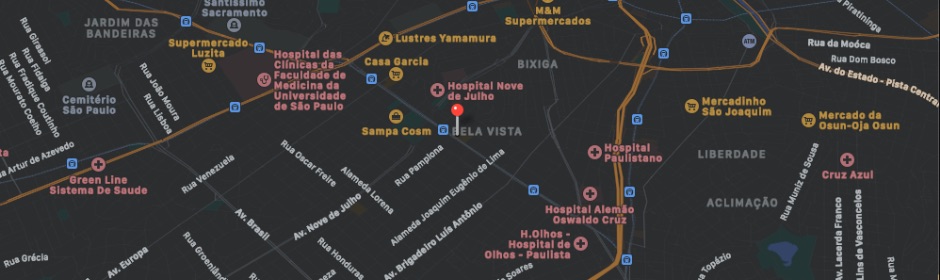 Santíssimo
Sacramento
JARDIM DAS
BANDEIRAS
M&M
Supermercados
Rua Piratininga
Supermercado
Luzita
Lustres Yamamura
Casa Garcia
BIXIGA
ATM
Rua da Moóca
Rua Dom Bosco
Av. do Estado - Pista Central
Rua Girassol
Rua Fidalga
Rua Fradique Coutinho
Rua Mourato Coelho
Cemitério
São Paulo
Rua João Moura
Rua Lisboa
Hospital das
Clínicas da
Faculdade de
Medicina da
Universidade
de São Paulo
Hospital Nove
de Julho
Sampa Cosm
BELA VISTA
Mercadinho
São Joaquim
Mercado da
Osun-Oja Osun
ta
Artur de Azevedo
Green Line
Sistema De Saude
Rua Venezuela
Rua Oscar Freire
Alameda Lorena
Rua Pamplona
Alameda Joaquim Eugênio de Lima
Hospital
Paulistano
LIBERDADE
Cruz Azul
Rua Muniz de Sousa
ACLIMAÇÃO
Hospital Alemão
Oswaldo Cruz
H.Olhos -
Hospital de
Olhos - Paulista
Av. Brasil
Av. Nove de Julho
Av. Brigadeiro Luís Antônio
Rua Honduras
Rua Grécia
Av. Europa
Rua Groenlândia
eza
Soares
Topázio
Av. Lacerda Franco
Lins de Vasconcelos